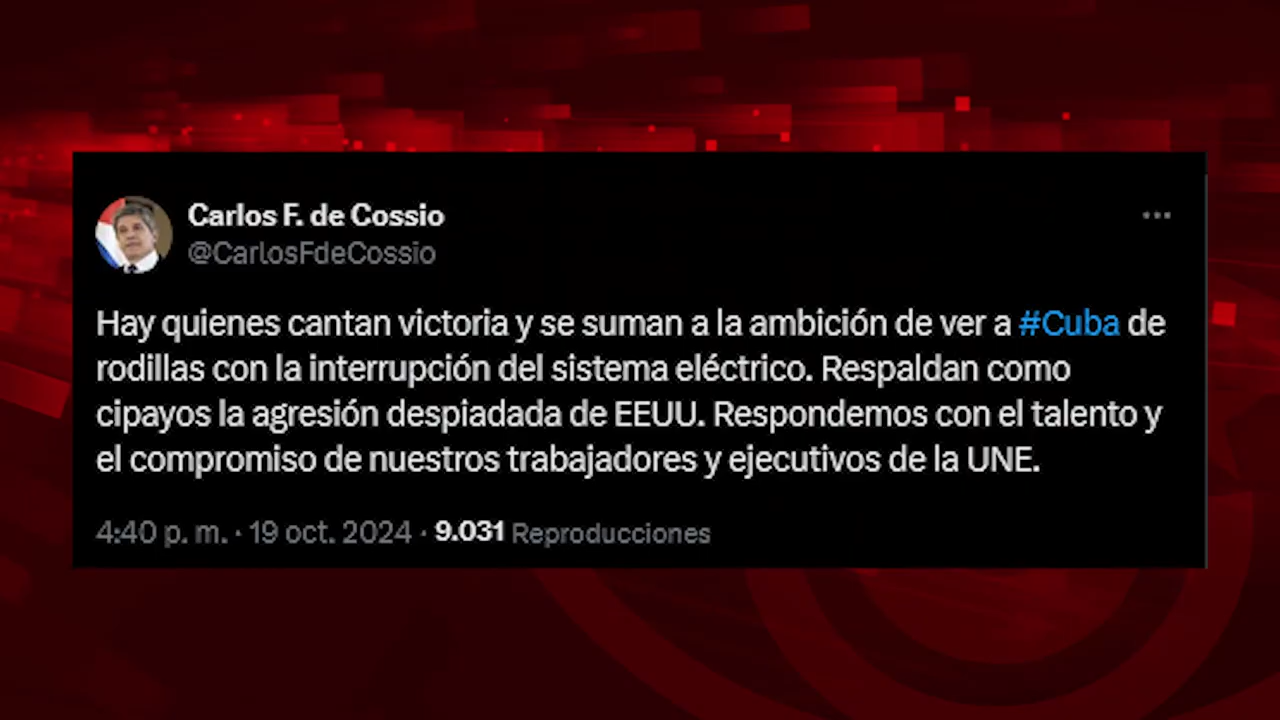 Carlos F. de Cossio
@CarlosFdeCossio
Hay quienes cantan victoria y se suman a la ambición de ver a #Cuba de
rodillas con la interrupción del sistema eléctrico. Respaldan como
cipayos la agresión despiadada de EEUU. Respondemos con el talento y
el compromiso de nuestros trabajadores y ejecutivos de la UNE.
4:40 p. m. · 19 oct. 2024 · 9.031 Reproducciones